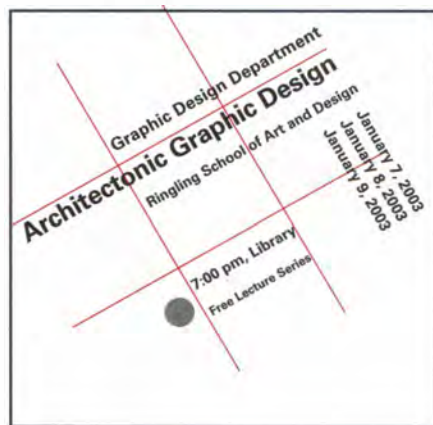 Graphic Design Department
Architectonic Graphic Design
Ringling School of Art and Design
January 7, 2003
January 8, 2003
January 9, 2003
7:00 pm, Library
Free Lecture Series